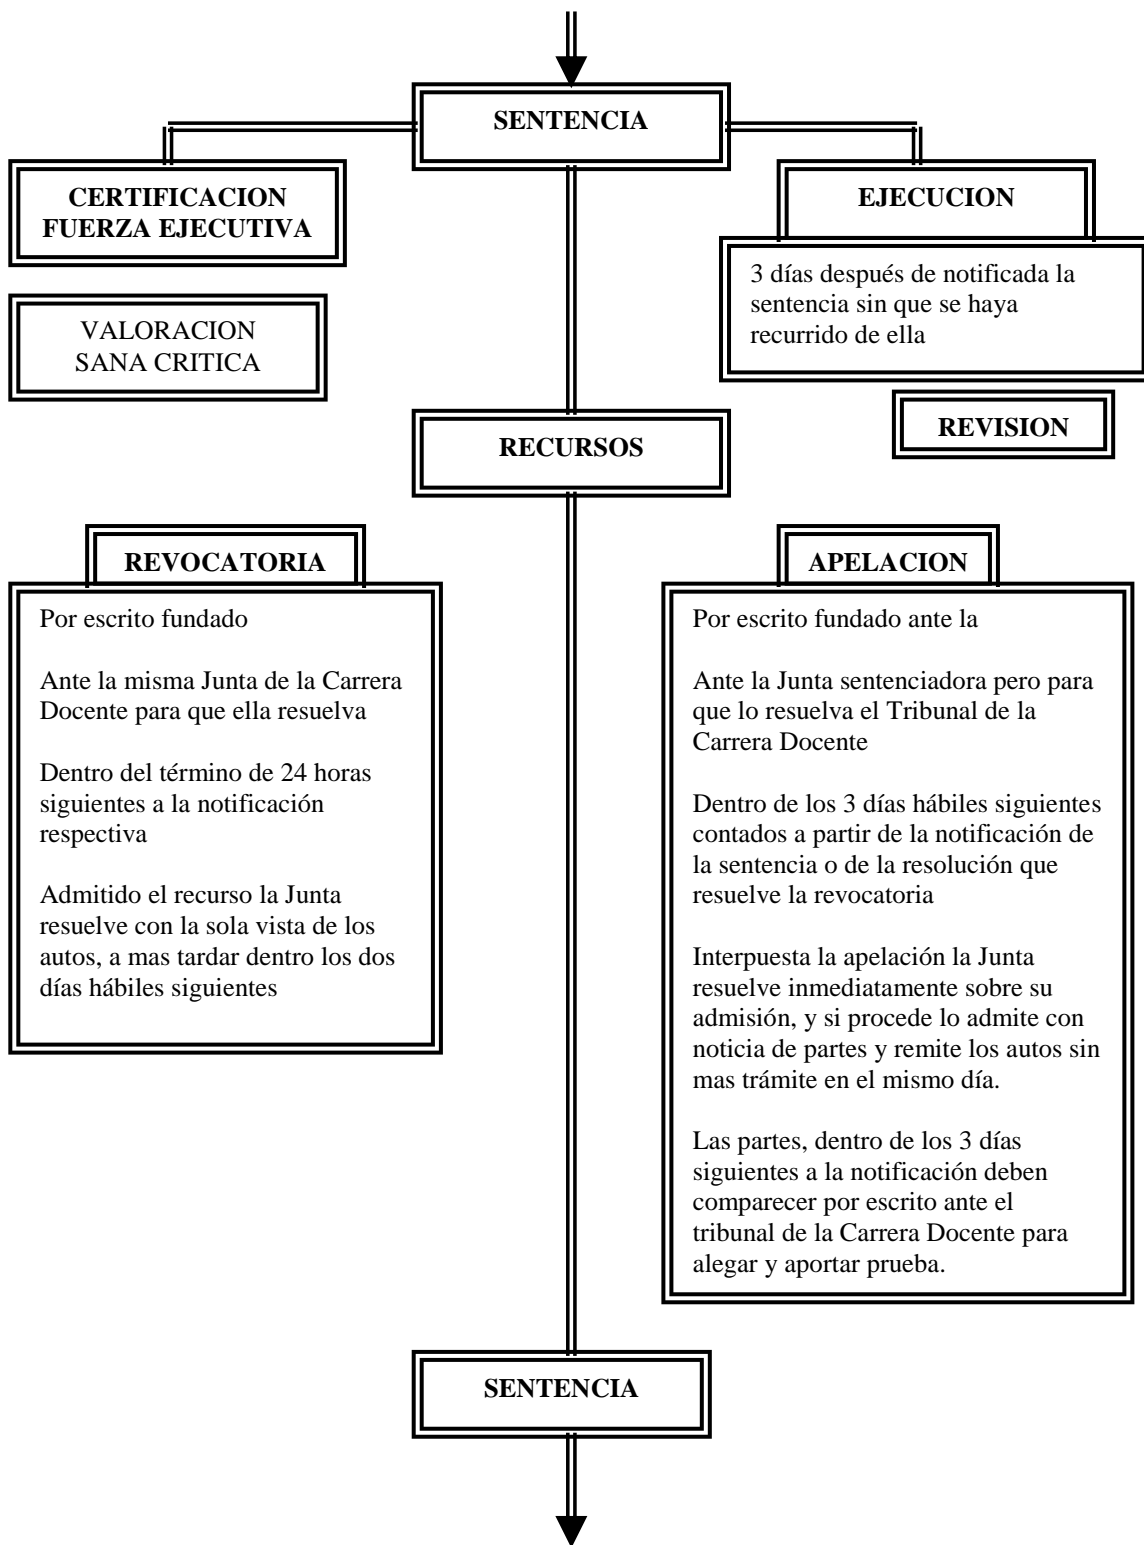 SENTENCIA
CERTIFICACION
FUERZA EJECUTIVA
EJECUCION
3 días después de notificada la
sentencia sin que se haya
recurrido de ella
VALORACION
SANA CRITICA
REVISION
RECURSOS
REVOCATORIA
Por escrito fundado
Ante la misma Junta de la Carrera
Docente para que ella resuelva
Dentro del término de 24 horas
siguientes a la notificación
respectiva
Admitido el recurso la Junta
resuelve con la sola vista de los
autos, a mas tardar dentro los dos
días hábiles siguientes
APELACION
Por escrito fundado ante la
Ante la Junta sentenciadora pero para
que lo resuelva el Tribunal de la
Carrera Docente
Dentro de los 3 días hábiles siguientes
contados a partir de la notificación de
la sentencia o de la resolución que
resuelve la revocatoria
Interpuesta la apelación la Junta
resuelve inmediatamente sobre su
admisión, y si procede lo admite con
noticia de partes y remite los autos sin
mas trámite en el mismo día.
Las partes, dentro de los 3 días
siguientes a la notificación deben
comparecer por escrito ante el
tribunal de la Carrera Docente para
alegar y aportar prueba.
SENTENCIA